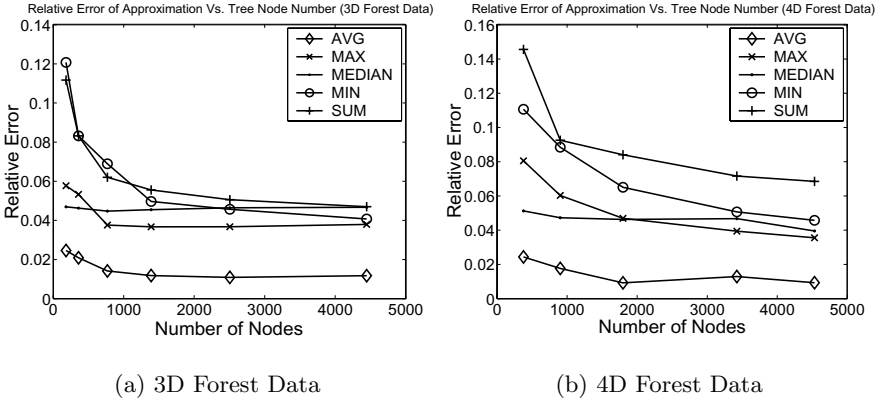 Relative Error of Approximation Vs. Tree Node Number (3D Forest Data)
0.14
0.12
0.1
0.08
0.06
0.04
0.02
0
Relative Error
AVG
MAX
MEDIAN
MIN
SUM
0 1000 2000 3000 4000 5000
Number of Nodes
(a) 3D Forest Data
Relative Error of Approximation Vs. Tree Node Number (4D Forest Data)
0.16
0.14
0.12
0.1
0.08
0.06
0.04
0.02
0
Relative Error
AVG
MAX
MEDIAN
MIN
SUM
0 1000 2000 3000 4000 5000
Number of Nodes
(b) 4D Forest Data